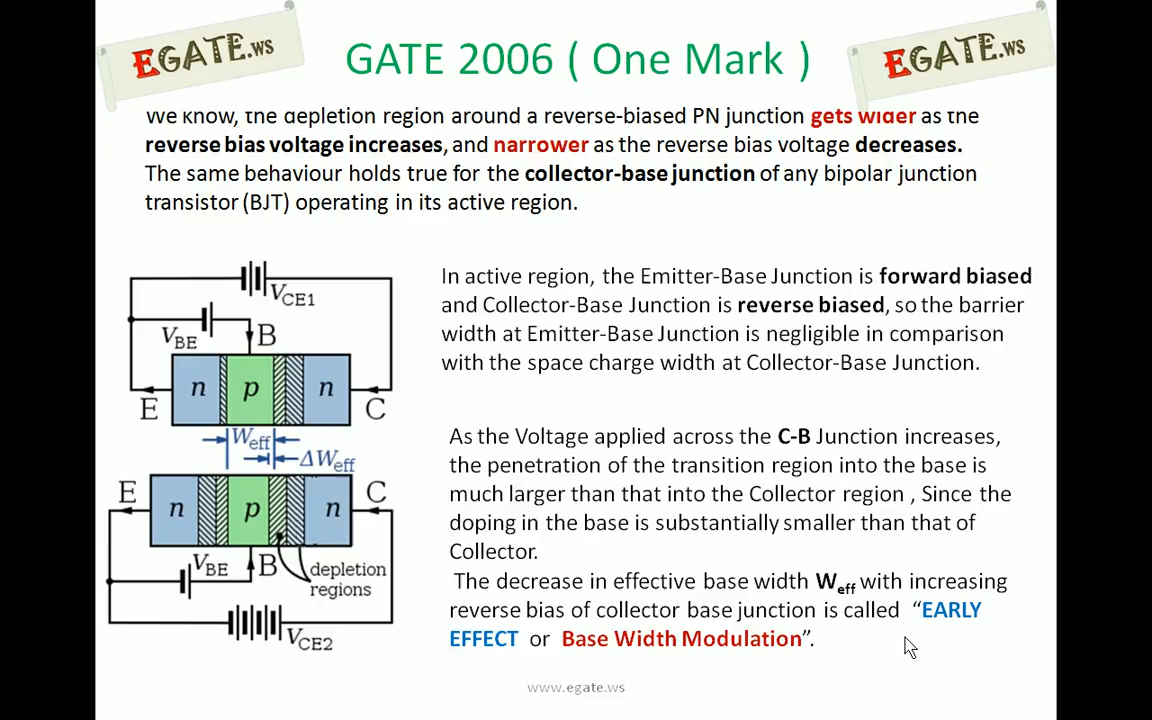 EGATE.ws
GATE 2006 ( One Mark )
EGATE.ws
We know, the depletion region around a reverse-biased PN junction gets wider as the
reverse bias voltage increases, and narrower as the reverse bias voltage decreases.
The same behaviour holds true for the collector-base junction of any bipolar junction
transistor (BJT) operating in its active region.
In active region, the Emitter-Base Junction is forward biased
and Collector-Base Junction is reverse biased, so the barrier
width at Emitter-Base Junction is negligible in comparison
with the space charge width at Collector-Base Junction.
VCE1
VBE
B
n
p
n
E
C
Weff
ΔWeff
E
C
n
p
n
VBE
B
depletion
regions
VCE2
As the Voltage applied across the C-B Junction increases,
the penetration of the transition region into the base is
much larger than that into the Collector region , Since the
doping in the base is substantially smaller than that of
Collector.
The decrease in effective base width Weff with increasing
reverse bias of collector base junction is called “EARLY
EFFECT or Base Width Modulation”.
www.egate.ws